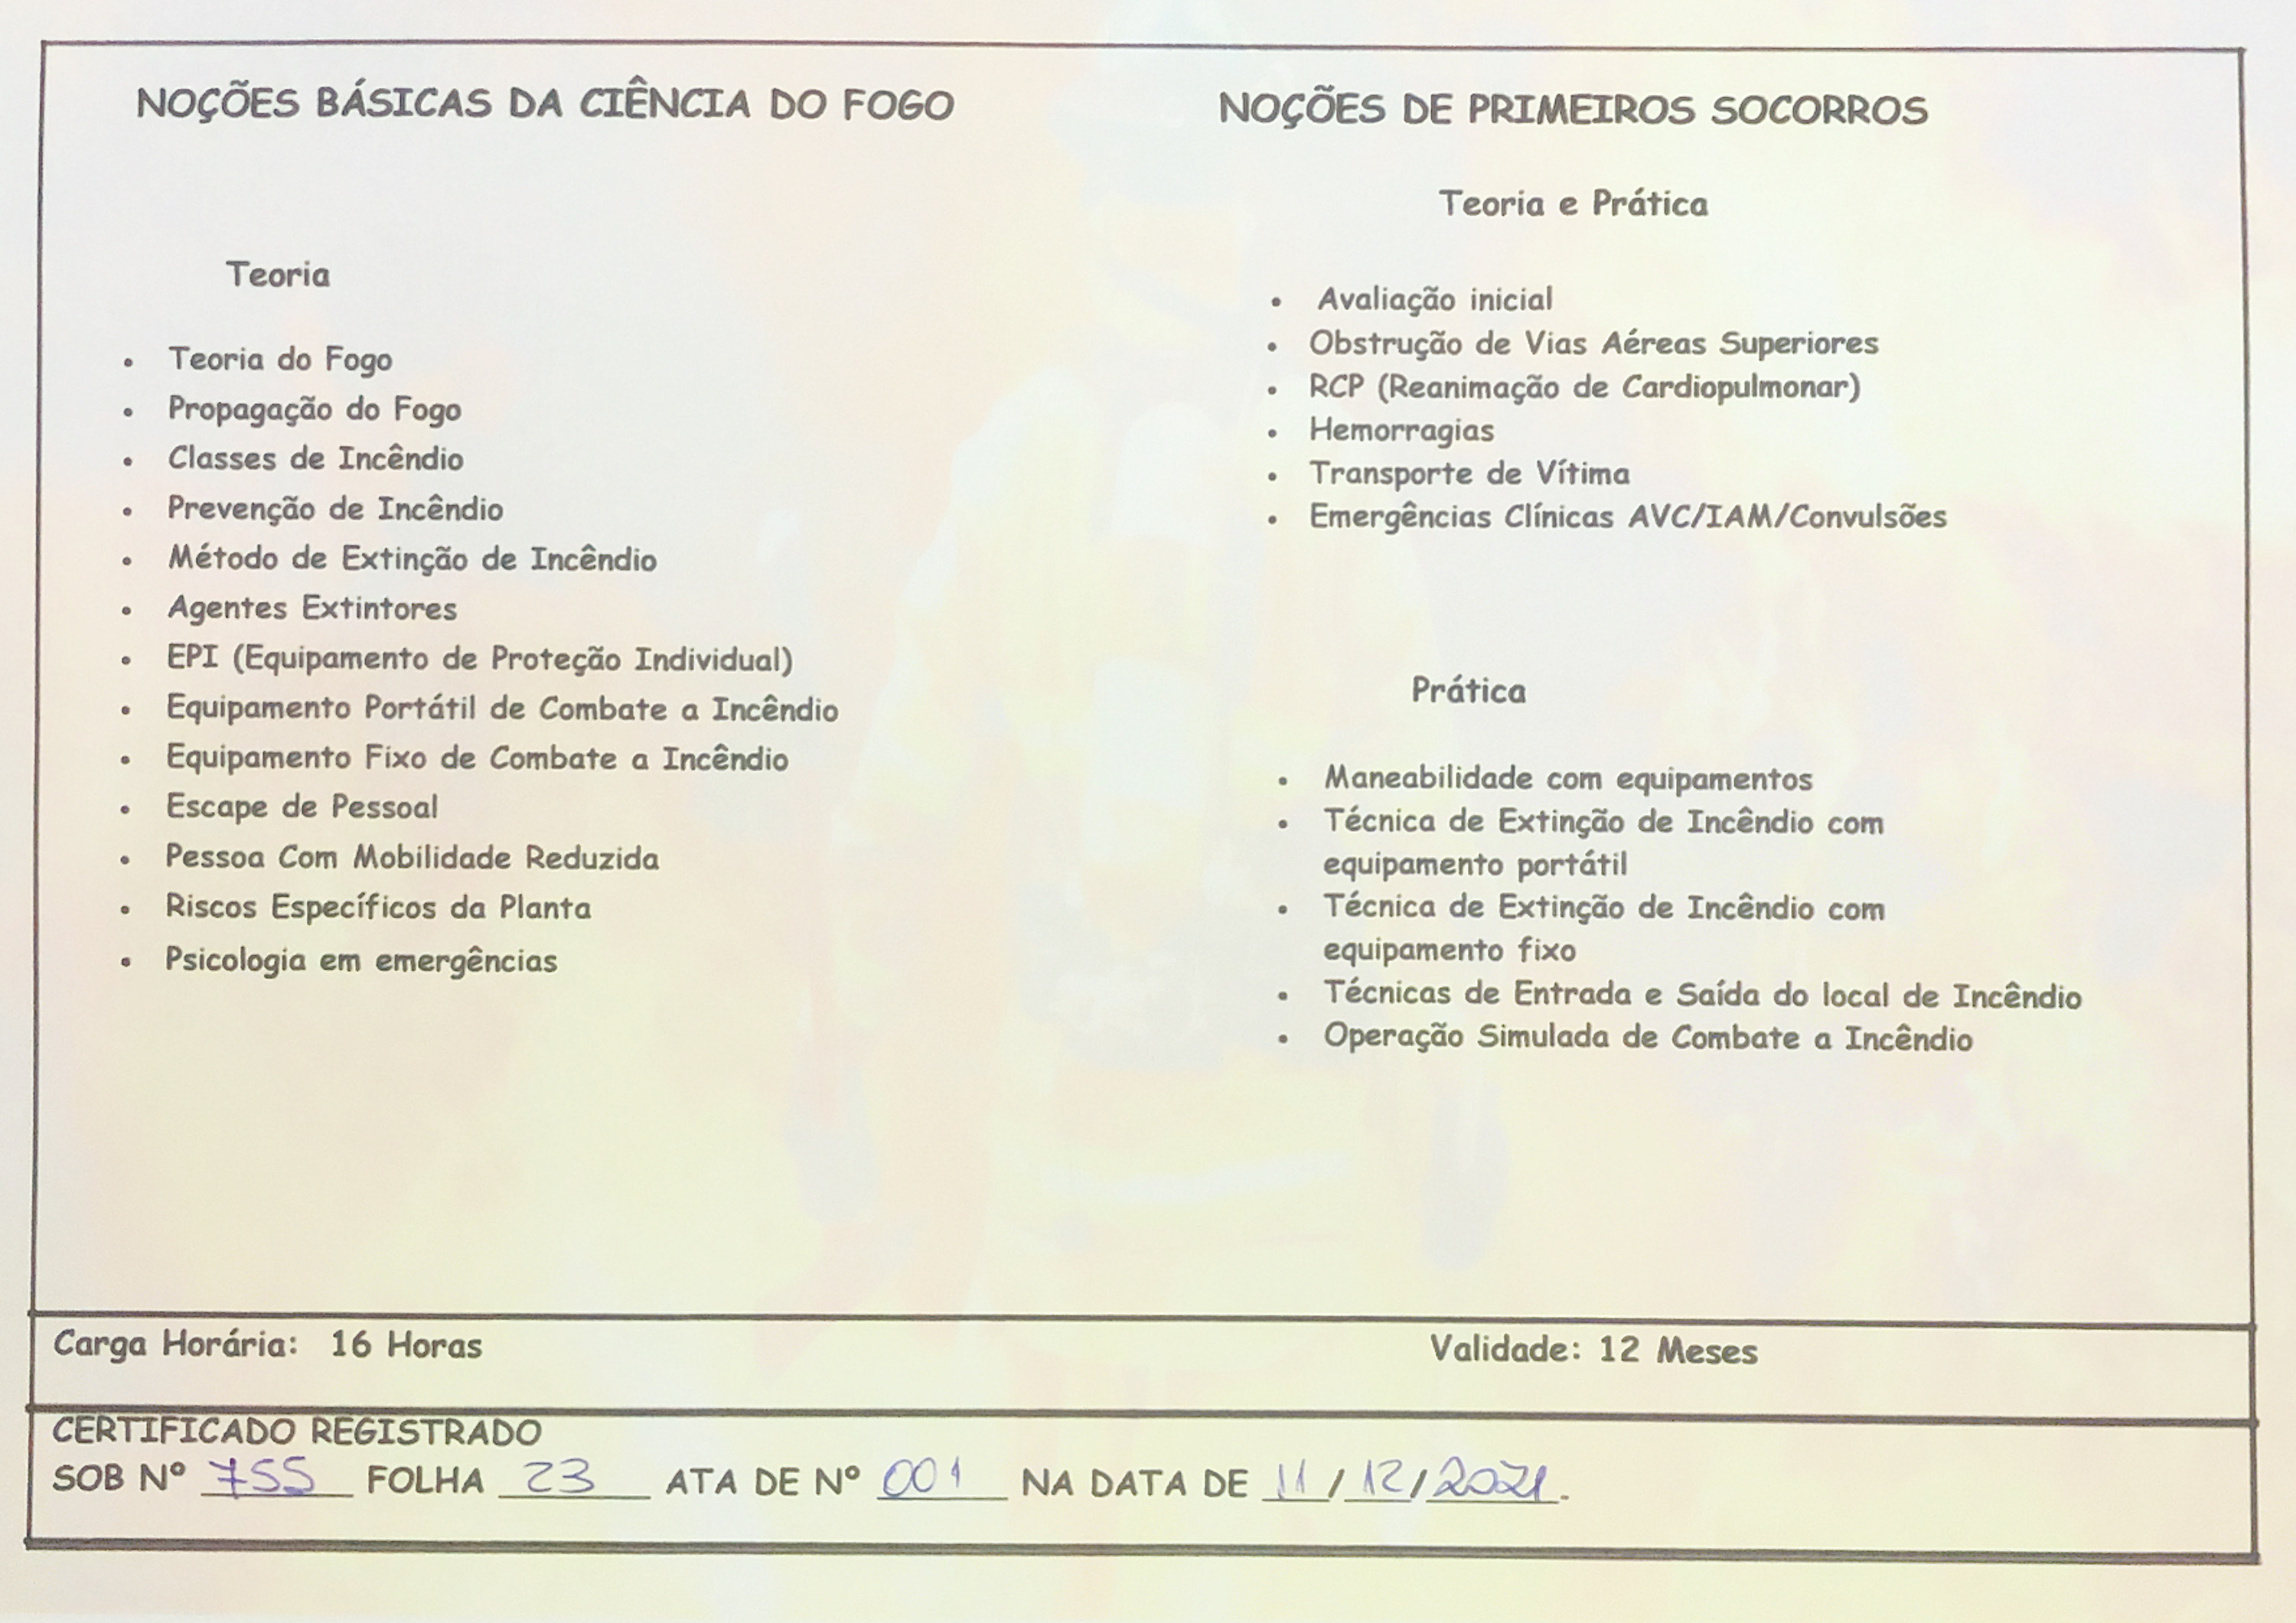 NOÇÕES BÁSICAS DA CIÊNCIA DO FOGO
Teoria
• Teoria do Fogo
• Propagação do Fogo
• Classes de Incêndio
• Prevenção de Incêndio
• Método de Extinção de Incêndio
• Agentes Extintores
• EPI (Equipamento de Proteção Individual)
• Equipamento Portátil de Combate a Incêndio
• Equipamento Fixo de Combate a Incêndio
• Escape de Pessoal
• Pessoa Com Mobilidade Reduzida
• Riscos Específicos da Planta
• Psicologia em emergências
NOÇÕES DE PRIMEIROS SOCORROS
Teoria e Prática
• Avaliação inicial
• Obstrução de Vias Aéreas Superiores
• RCP (Reanimação de Cardiopulmonar)
• Hemorragias
• Transporte de Vítima
• Emergências Clínicas AVC/IAM/Convulsões
Prática
• Maneabilidade com equipamentos
• Técnica de Extinção de Incêndio com
equipamento portátil
• Técnica de Extinção de Incêndio com
equipamento fixo
• Técnicas de Entrada e Saída do local de Incêndio
• Operação Simulada de Combate a Incêndio
Carga Horária: 16 Horas
Validade: 12 Meses
CERTIFICADO REGISTRADO
SOB Nº 755 FOLHA 23 ATA DE Nº 001 NA DATA DE 11/12/2021.